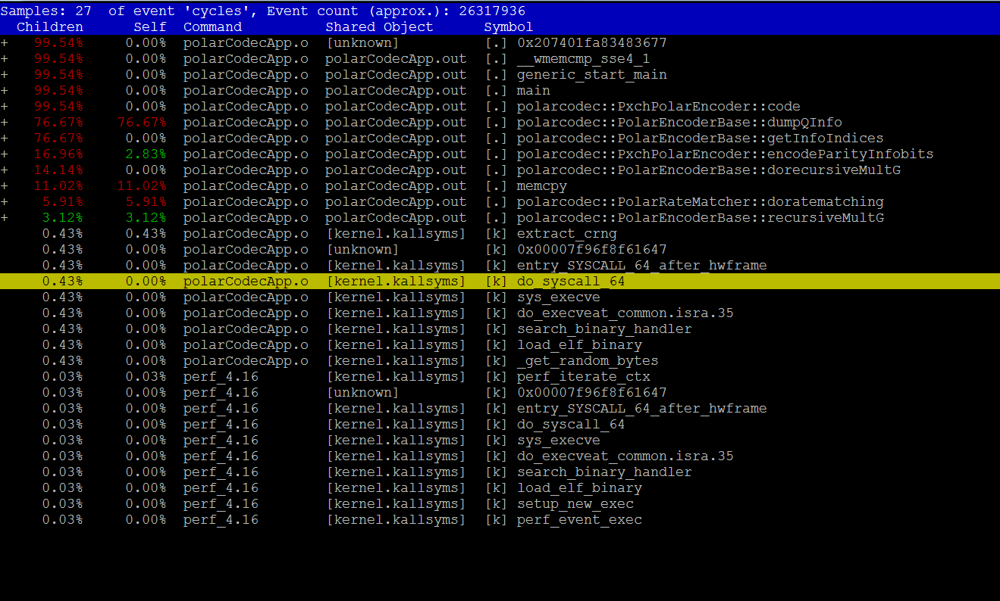 Samples: 27  of event 'cycles', Event count (approx.): 26317936
  Children      Self  Command          Shared Object      Symbol
+   99.54%     0.00%  polarCodecApp.o  [unknown]          [.] 0x207401fa83483677
+   99.54%     0.00%  polarCodecApp.o  polarCodecApp.out  [.] __wmemcmp_sse4_1
+   99.54%     0.00%  polarCodecApp.o  polarCodecApp.out  [.] generic_start_main
+   99.54%     0.00%  polarCodecApp.o  polarCodecApp.out  [.] main
+   99.54%     0.00%  polarCodecApp.o  polarCodecApp.out  [.] polarcodec::PxchPolarEncoder::code
+   76.67%    76.67%  polarCodecApp.o  polarCodecApp.out  [.] polarcodec::PolarEncoderBase::dumpQInfo
+   76.67%     0.00%  polarCodecApp.o  polarCodecApp.out  [.] polarcodec::PolarEncoderBase::getInfoIndices
+   16.96%     2.83%  polarCodecApp.o  polarCodecApp.out  [.] polarcodec::PxchPolarEncoder::encodeParityInfobits
+   14.14%     0.00%  polarCodecApp.o  polarCodecApp.out  [.] polarcodec::PolarEncoderBase::dorecursiveMultG
+   11.02%    11.02%  polarCodecApp.o  polarCodecApp.out  [.] memcpy
+    5.91%     5.91%  polarCodecApp.o  polarCodecApp.out  [.] polarcodec::PolarRateMatcher::doratematching
+    3.12%     3.12%  polarCodecApp.o  polarCodecApp.out  [.] polarcodec::PolarEncoderBase::recursiveMultG
     0.43%     0.43%  polarCodecApp.o  [kernel.kallsyms]  [k] extract_crng
     0.43%     0.00%  polarCodecApp.o  [unknown]          [k] 0x00007f96f8f61647
     0.43%     0.00%  polarCodecApp.o  [kernel.kallsyms]  [k] entry_SYSCALL_64_after_hwframe
     0.43%     0.00%  polarCodecApp.o  [kernel.kallsyms]  [k] do_syscall_64
     0.43%     0.00%  polarCodecApp.o  [kernel.kallsyms]  [k] sys_execve
     0.43%     0.00%  polarCodecApp.o  [kernel.kallsyms]  [k] do_execveat_common.isra.35
     0.43%     0.00%  polarCodecApp.o  [kernel.kallsyms]  [k] search_binary_handler
     0.43%     0.00%  polarCodecApp.o  [kernel.kallsyms]  [k] load_elf_binary
     0.43%     0.00%  polarCodecApp.o  [kernel.kallsyms]  [k] _get_random_bytes
     0.03%     0.03%  perf_4.16        [kernel.kallsyms]  [k] perf_iterate_ctx
     0.03%     0.00%  perf_4.16        [unknown]          [k] 0x00007f96f8f61647
     0.03%     0.00%  perf_4.16        [kernel.kallsyms]  [k] entry_SYSCALL_64_after_hwframe
     0.03%     0.00%  perf_4.16        [kernel.kallsyms]  [k] do_syscall_64
     0.03%     0.00%  perf_4.16        [kernel.kallsyms]  [k] sys_execve
     0.03%     0.00%  perf_4.16        [kernel.kallsyms]  [k] do_execveat_common.isra.35
     0.03%     0.00%  perf_4.16        [kernel.kallsyms]  [k] search_binary_handler
     0.03%     0.00%  perf_4.16        [kernel.kallsyms]  [k] load_elf_binary
     0.03%     0.00%  perf_4.16        [kernel.kallsyms]  [k] setup_new_exec
     0.03%     0.00%  perf_4.16        [kernel.kallsyms]  [k] perf_event_exec